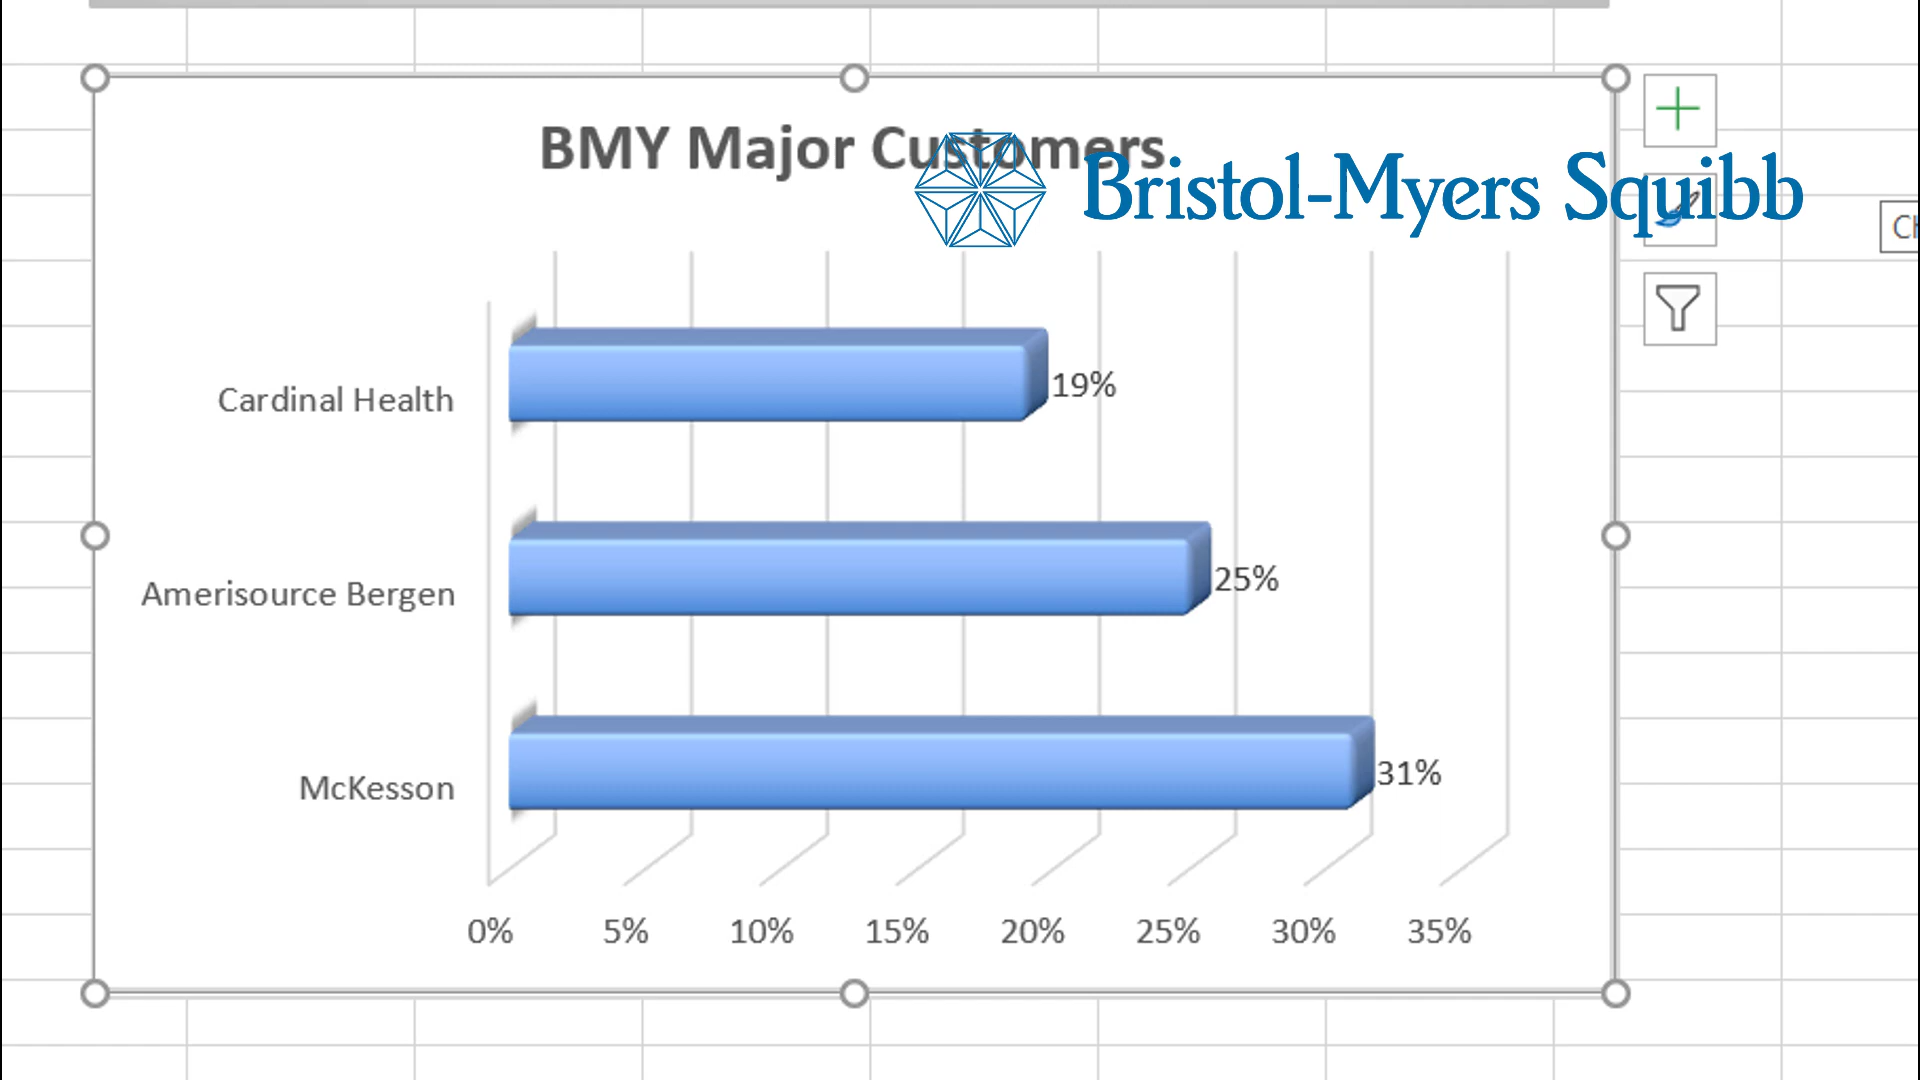 BMY Major Customers
Bristol-Myers Squibb
Cardinal Health
19%
Amerisource Bergen
25%
McKesson
31%
0% 5% 10% 15% 20% 25% 30% 35%